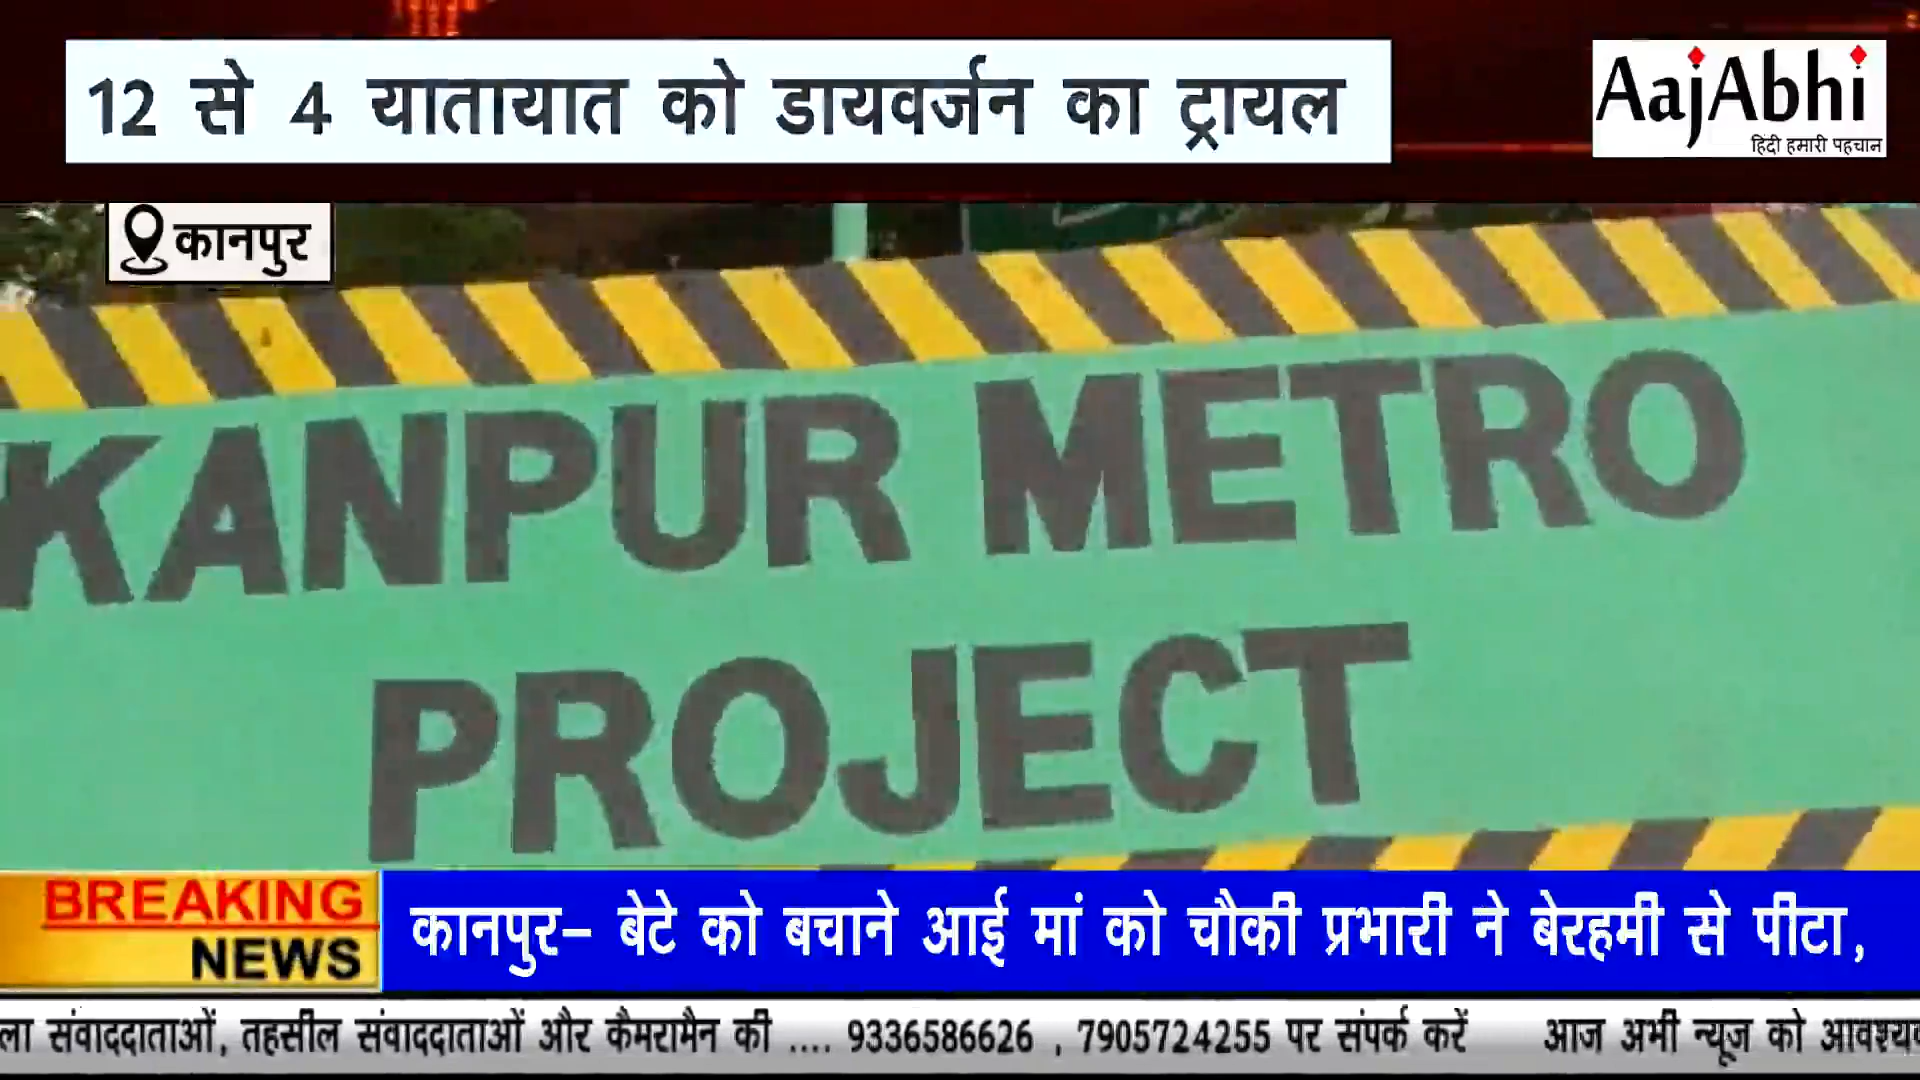 12 से 4 यातायात को डायवर्जन का ट्रायल
AajAbhi
हिंदी हमारी पहचान
कानपुर
KANPUR METRO
PROJECT
BREAKING
NEWS
कानपुर- बेटे को बचाने आई मां को चौकी प्रभारी ने बेरहमी से पीटा,
संवाददाताओं, तहसील संवाददाताओं और कैमरामैन की .... 9336586626 , 7905724255 पर संपर्क करें आज अभी न्यूज को